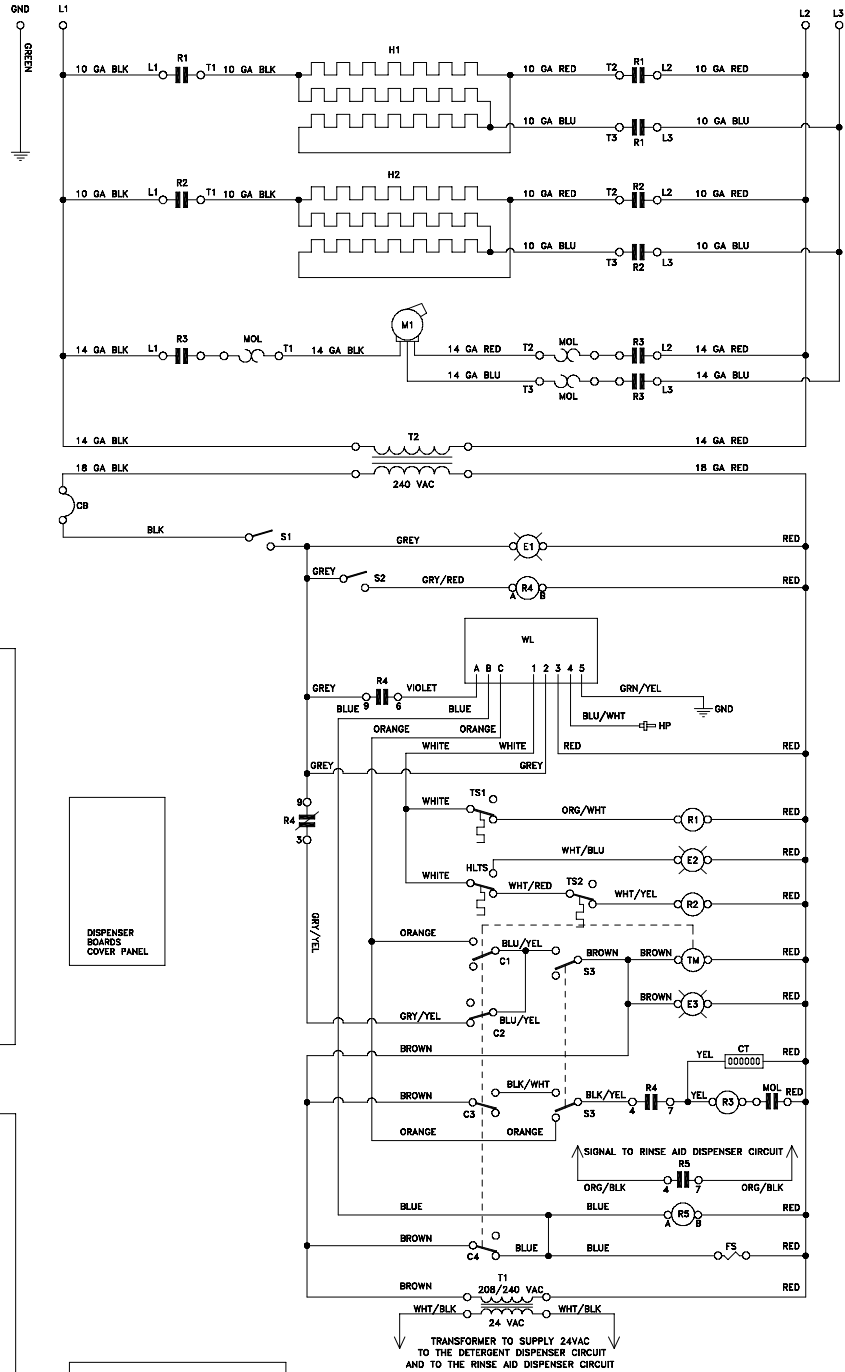 GND L1 L2 L3
GREEN
H1
10 GA BLK L1 R1 T1 10 GA BLK 10 GA RED T2 R1 L2 10 GA RED
10 GA BLU T3 R1 L3 10 GA BLU
H2
10 GA BLK L1 R2 T1 10 GA BLK 10 GA RED T2 R2 L2 10 GA RED
10 GA BLU T3 R2 L3 10 GA BLU
M1
14 GA BLK L1 R3 MOL T1 14 GA BLK 14 GA RED T2 MOL R3 L2 14 GA RED
14 GA BLU T3 MOL R3 L3 14 GA BLU
14 GA BLK T2 14 GA RED
18 GA BLK 240 VAC 18 GA RED
CB
BLK S1 GREY E1 RED
GREY S2 GRY/RED A R4 B RED
WL
A B C 1 2 3 4 5
GREY 9 R4 6 VIOLET GRN/YEL GND
BLUE BLUE BLU/WHT HP
ORANGE ORANGE
WHITE WHITE RED RED
GREY GREY
9 R4 3
WHITE TS1 ORG/WHT R1 RED
WHT/BLU E2 RED
WHITE HLTS WHT/RED TS2 WHT/YEL R2 RED
GRY/YEL
DISPENSER
BOARDS
COVER PANEL
ORANGE C1 BLU/YEL S3 BROWN BROWN TM RED
BROWN E3 RED
GRY/YEL C2 BLU/YEL
BROWN
YEL CT 000000 RED
BROWN C3 BLK/WHT S3 BLK/YEL 4 R4 7 YEL R3 MOL RED
ORANGE ORANGE
SIGNAL TO RINSE AID DISPENSER CIRCUIT
ORG/BLK 4 R5 7 ORG/BLK
BLUE BLUE A R5 B RED
BROWN C4 BLUE BLUE FS RED
BROWN T1 RED
208/240 VAC
WHT/BLK 24 VAC WHT/BLK
TRANSFORMER TO SUPPLY 24VAC
TO THE DETERGENT DISPENSER CIRCUIT
AND TO THE RINSE AID DISPENSER CIRCUIT